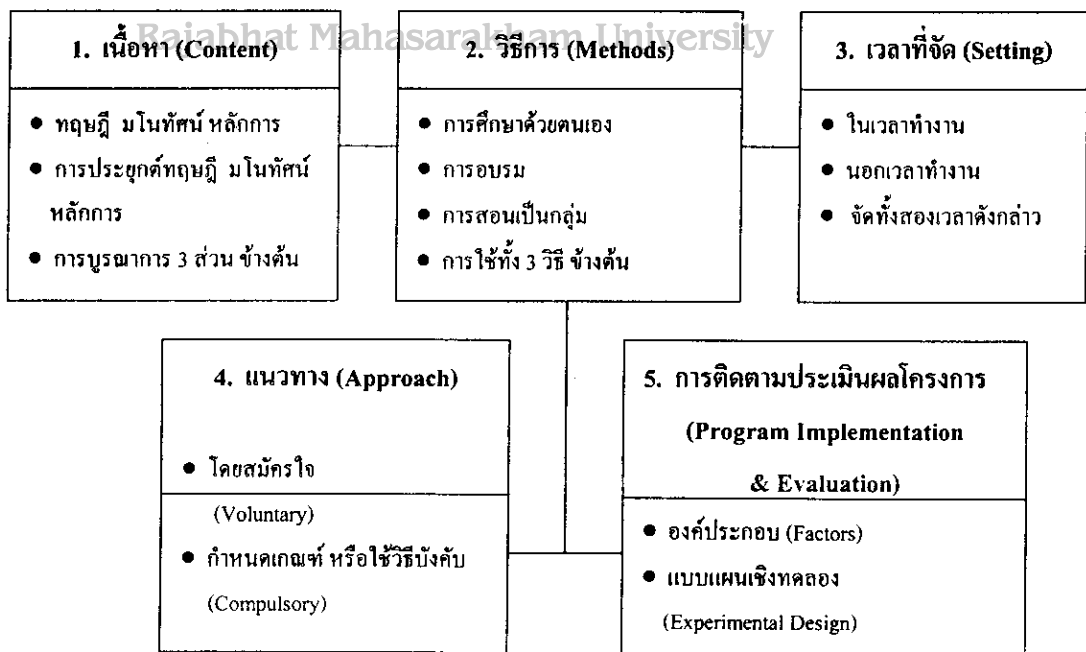 Rajabhat Mahasarakham University
1. เนื้อหา (Content)
● ทฤษฎี มโนทัศน์ หลักการ
● การประยุกต์ทฤษฎี มโนทัศน์
หลักการ
● การบูรณาการ 3 ส่วน ข้างต้น
2. วิธีการ (Methods)
● การศึกษาด้วยตนเอง
● การอบรม
● การสอนเป็นกลุ่ม
● การใช้ทั้ง 3 วิธี ข้างต้น
3. เวลาที่จัด (Setting)
● ในเวลาทำงาน
● นอกเวลาทำงาน
● จัดทั้งสองเวลาดังกล่าว
4. แนวทาง (Approach)
● โดยสมัครใจ
(Voluntary)
● กำหนดเกณฑ์ หรือใช้วิธีบังคับ
(Compulsory)
5. การติดตามประเมินผลโครงการ
(Program Implementation
& Evaluation)
● องค์ประกอบ (Factors)
● แบบแผนเชิงทดลอง
(Experimental Design)